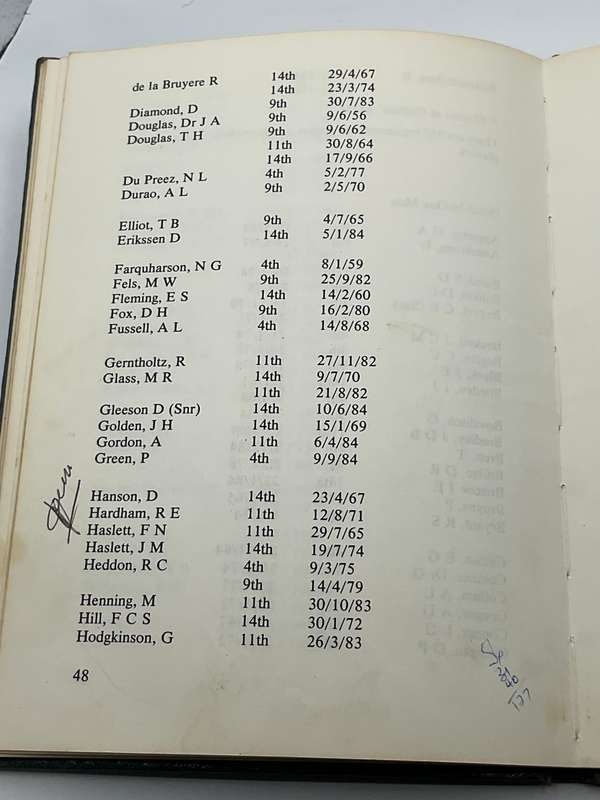 de la Bruyere R 14th 29/4/67
14th 23/3/74
Diamond, D 9th 30/7/83
Douglas, Dr J A 9th 9/6/56
Douglas, T H 9th 9/6/62
11th 30/8/64
14th 17/9/66
Du Preez, N L 4th 5/2/77
Durao, A L 9th 2/5/70
Elliot, T B 9th 4/7/65
Erikssen D 14th 5/1/84
Farquharson, N G 4th 8/1/59
Fels, M W 9th 25/9/82
Fleming, E S 14th 14/2/60
Fox, D H 9th 16/2/80
Fussell, A L 4th 14/8/68
Gerntholtz, R 11th 27/11/82
Glass, M R 14th 9/7/70
11th 21/8/82
Gleeson D (Snr) 14th 10/6/84
Golden, J H 14th 15/1/69
Gordon, A 11th 6/4/84
Green, P 4th 9/9/84
Hanson, D 14th 23/4/67
Hardham, R E 11th 12/8/71
Haslett, F N 11th 29/7/65
Haslett, J M 14th 19/7/74
Heddon, R C 4th 9/3/75
9th 14/4/79
Henning, M 11th 30/10/83
Hill, F C S 14th 30/1/72
Hodgkinson, G 11th 26/3/83
48